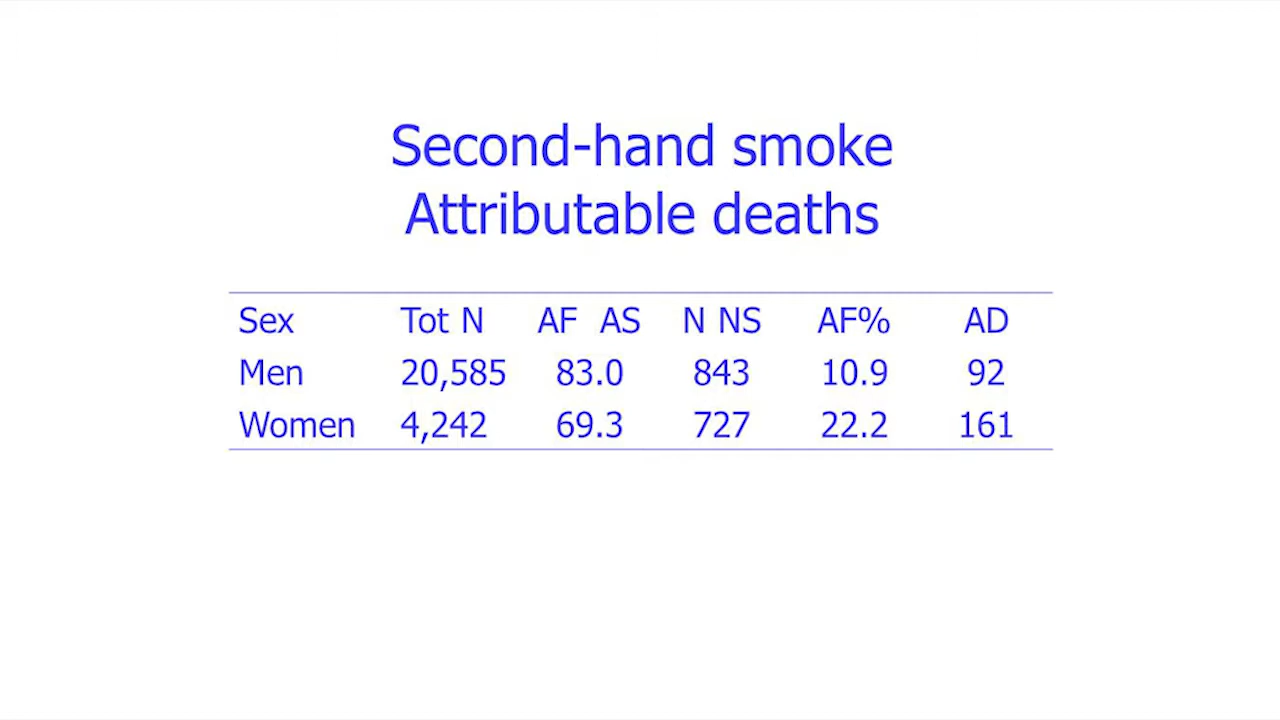 Second-hand smoke
Attributable deaths
Sex Tot N AF AS N NS AF% AD
Men 20,585 83.0 843 10.9 92
Women 4,242 69.3 727 22.2 161